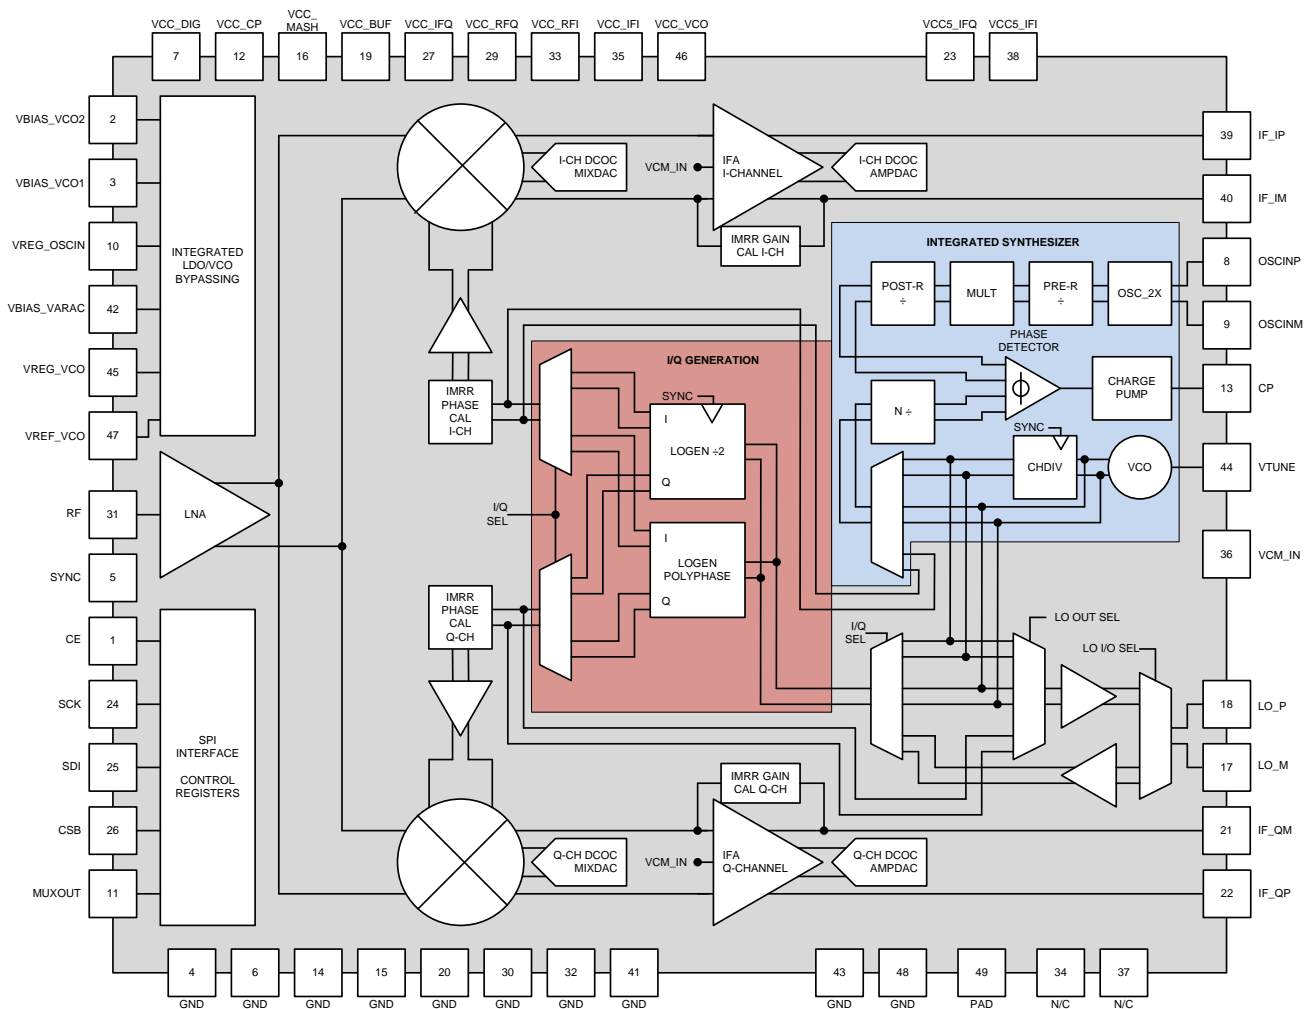 VCC_DIG
VCC_CP
VCC_
MASH
VCC_BUF
VCC_IFQ
VCC_RFQ
VCC_RFI
VCC_IFI
VCC_VCO
VCC5_IFQ
VCC5_IFI
7
12
16
19
27
29
33
35
46
23
38
VBIAS_VCO2
2
VBIAS_VCO1
3
VREG_OSCIN
10
VBIAS_VARAC
42
VREG_VCO
45
VREF_VCO
47
RF
31
SYNC
5
CE
1
SCK
24
SDI
25
CSB
26
MUXOUT
11
INTEGRATED
LDO/VCO
BYPASSING
LNA
SPI
INTERFACE
CONTROL
REGISTERS
I-CH DCOC
MIXDAC
VCM_IN
IFA
I-CHANNEL
I-CH DCOC
AMPDAC
IMRR GAIN
CAL I-CH
IMRR
PHASE
CAL
I-CH
IMRR
PHASE
CAL
Q-CH
I/Q GENERATION
SYNC
I
LOGEN ÷2
Q
I/Q
SEL
I
LOGEN
POLYPHASE
Q
INTEGRATED SYNTHESIZER
POST-R
÷
MULT
PRE-R
÷
OSC_2X
PHASE
DETECTOR
CHARGE
PUMP
N ÷
SYNC
CHDIV
VCO
I/Q
SEL
LO OUT SEL
LO I/O SEL
IMRR GAIN
CAL Q-CH
Q-CH DCOC
MIXDAC
VCM_IN
IFA
Q-CHANNEL
Q-CH DCOC
AMPDAC
39
IF_IP
40
IF_IM
8
OSCINP
9
OSCINM
13
CP
44
VTUNE
36
VCM_IN
18
LO_P
17
LO_M
21
IF_QM
22
IF_QP
4
6
14
15
20
30
32
41
43
48
49
34
37
GND
GND
GND
GND
GND
GND
GND
GND
GND
GND
PAD
N/C
N/C